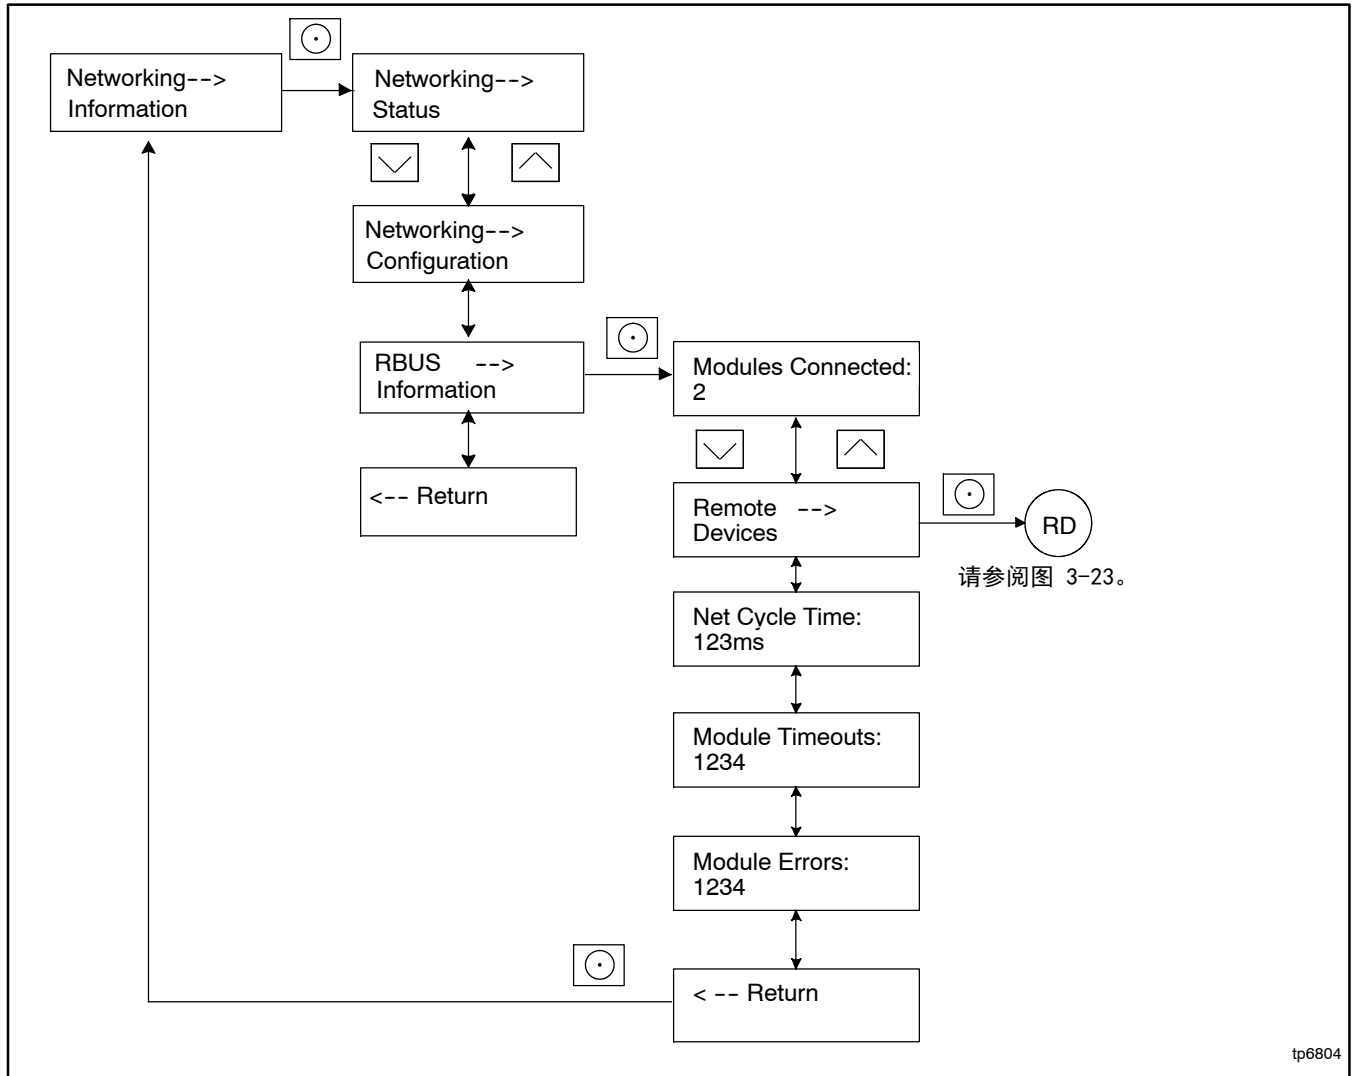 Networking-->
Information
Networking-->
Status
Networking-->
Configuration
RBUS -->
Information
<-- Return
Modules Connected:
2
Remote -->
Devices
RD
请参阅图 3-23。
Net Cycle Time:
123ms
Module Timeouts:
1234
Module Errors:
1234
< -- Return
tp6804